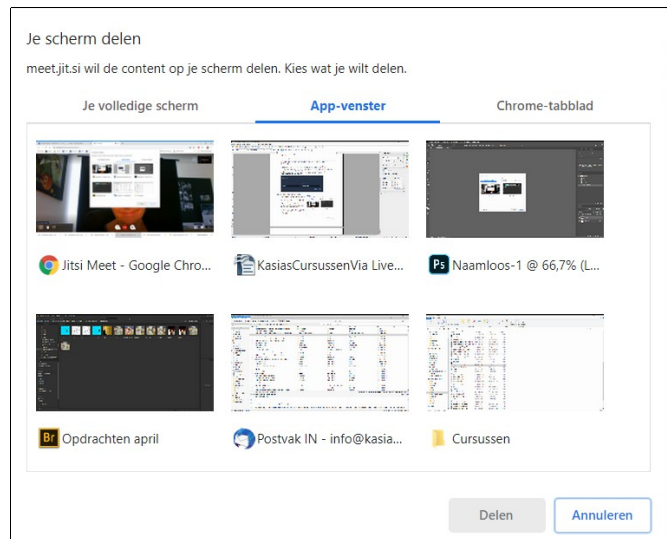 Je scherm delen
meet.jit.si wil de content op je scherm delen. Kies wat je wilt delen.
Je volledige scherm
App-venster
Chrome-tabblad
Jitsi Meet - Google Chro...
KasiasCursussenVia Live...
Ps Naamloos-1 @ 66,7% (L...
Br Opdrachten april
Postvak IN - info@kasia...
Cursussen
Delen
Annuleren